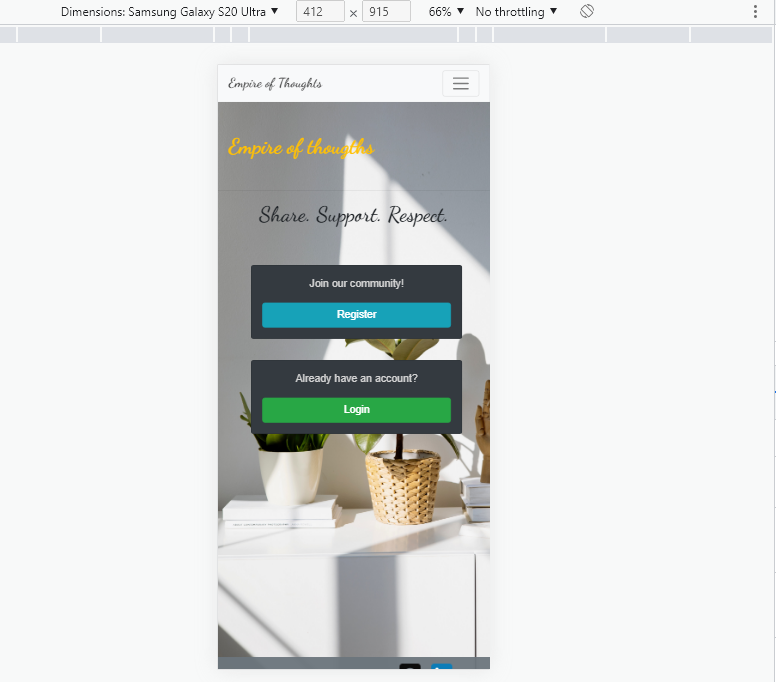 Dimensions: Samsung Galaxy S20 Ultra ▼ 412 × 915 66% ▼ No throttling ▼
Empire of Thoughts
Empire of thougths
Share. Support. Respect.
Join our community!
Register
Already have an account?
Login